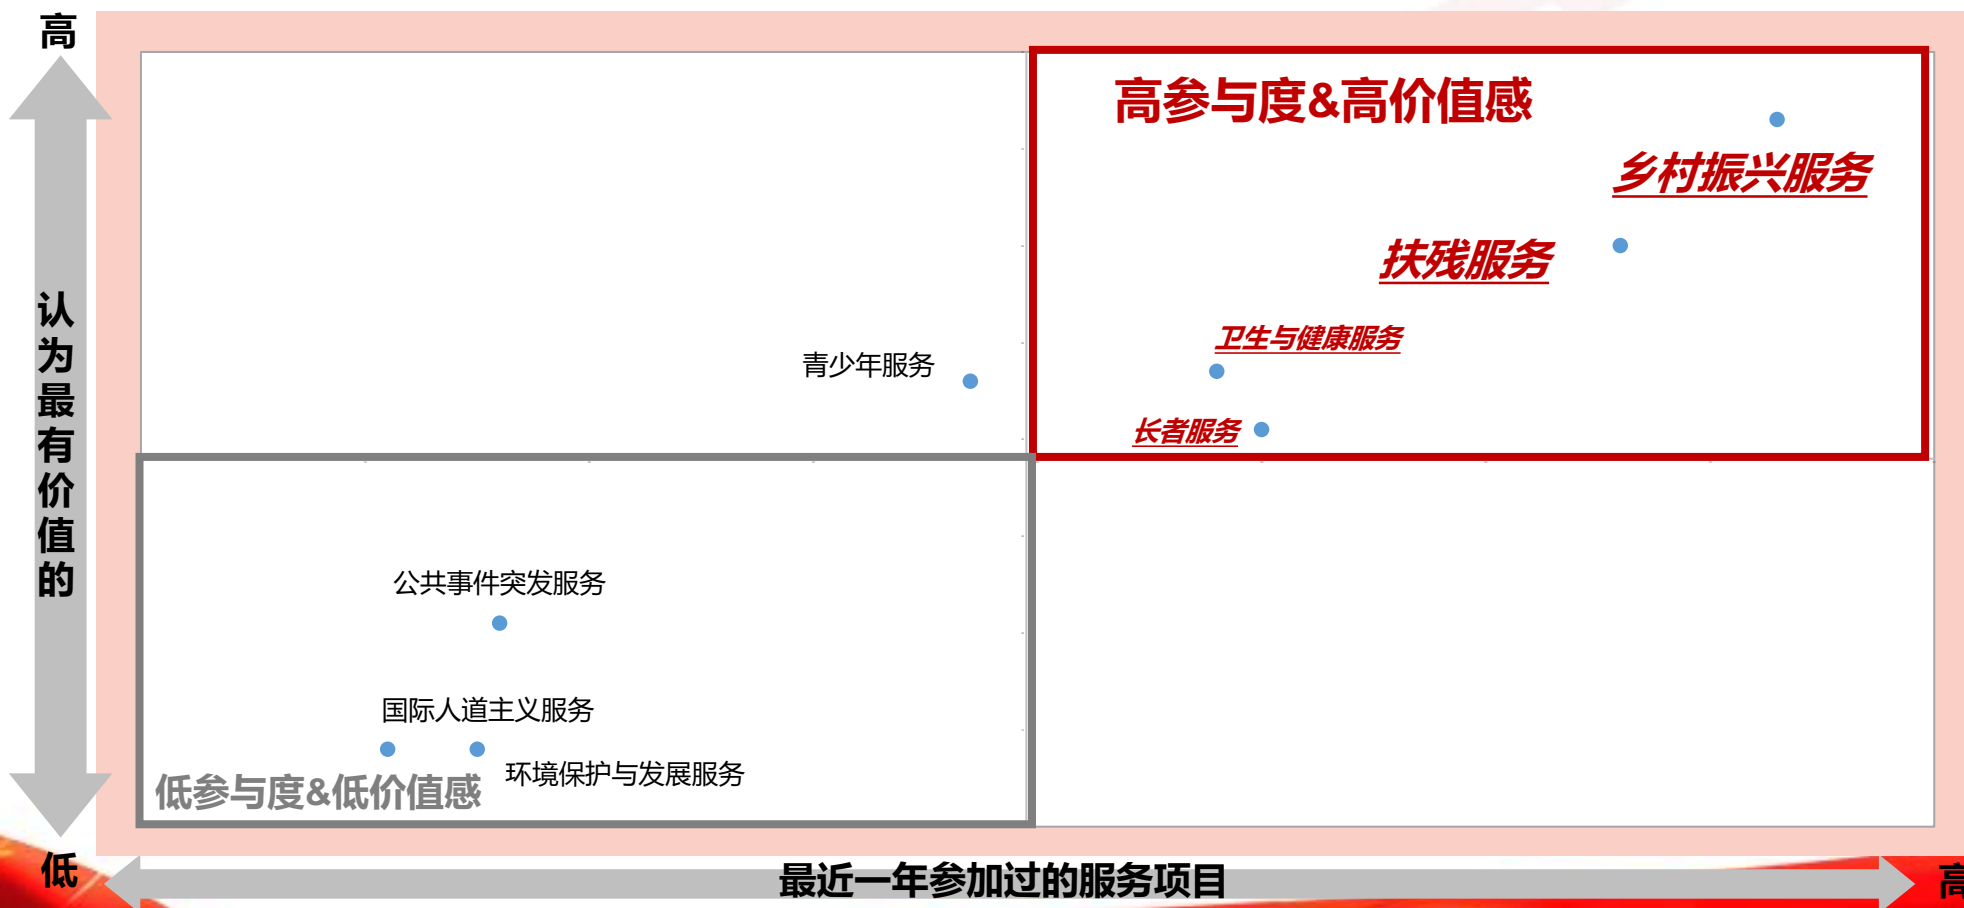 高
高参与度&高价值感
乡村振兴服务
扶残服务
认为最有价值的
卫生与健康服务
青少年服务
长者服务
公共事件突发服务
国际人道主义服务
环境保护与发展服务
低参与度&低价值感
低
最近一年参加过的服务项目
高